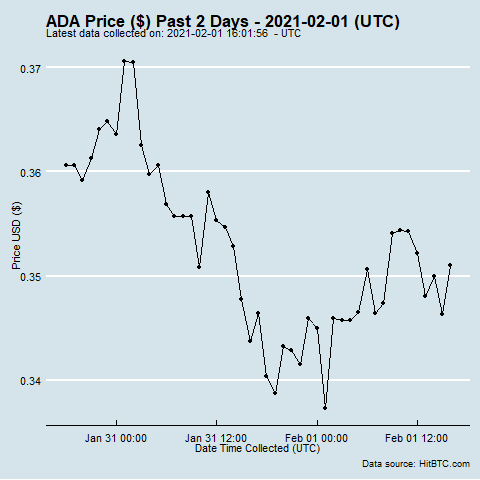 ADA Price ($) Past 2 Days - 2021-02-01 (UTC)
Latest data collected on: 2021-02-01 16:01:56 - UTC
0.37
0.36
0.35
0.34
Price USD ($)
Jan 31 00:00 Jan 31 12:00 Feb 01 00:00 Feb 01 12:00
Date Time Collected (UTC)
Data source: HitBTC.com